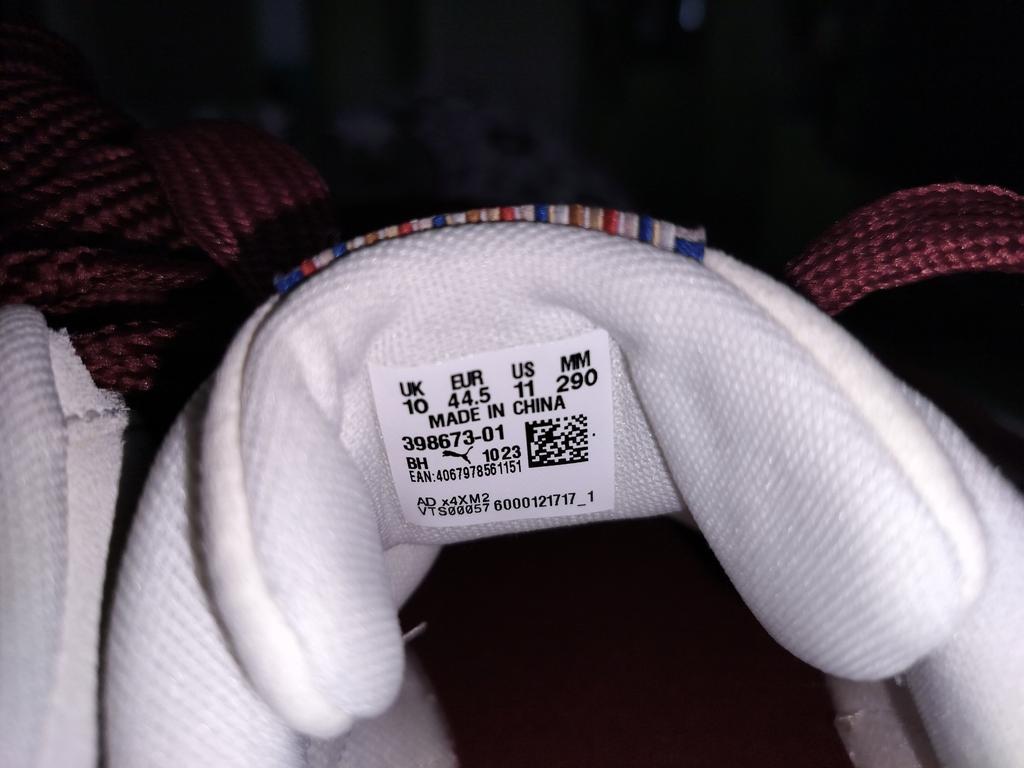 UK EUR US MM
10 44.5 11 290
MADE IN CHINA
398673-01
BH 1023
EAN:4067978561151
AD x4XM2
VTS00057 6000121717_1